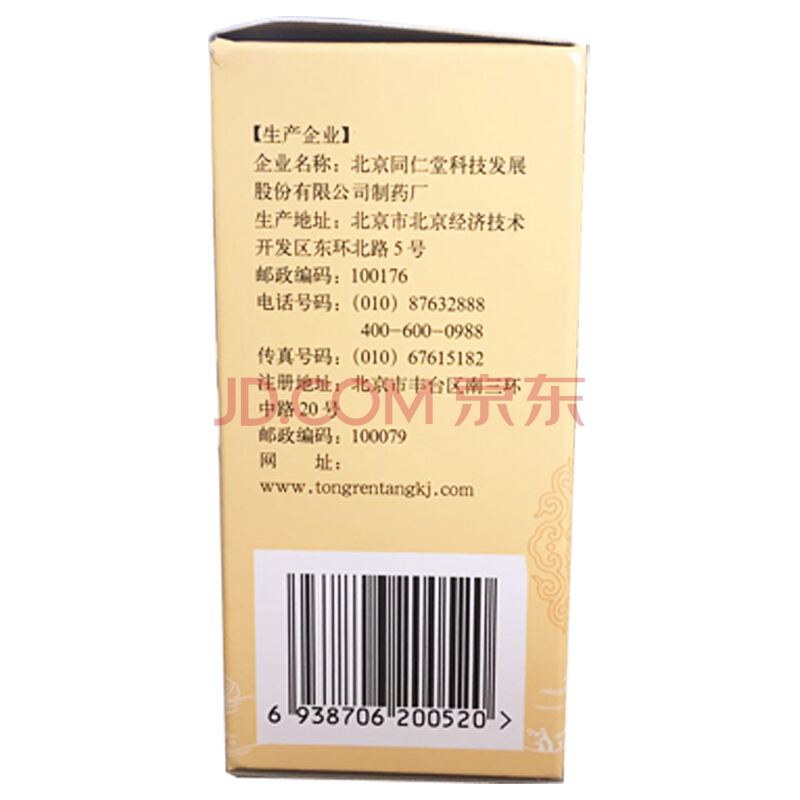 【生产企业】
企业名称：北京同仁堂科技发展
股份有限公司制药厂
生产地址：北京市北京经济技术
开发区东环北路5号
邮政编码：100176
电话号码：（010）87632888
400-600-0988
传真号码：（010）67615182
注册地址：北京市丰台区南三环
中路20号
JD.COM 京东
邮政编码：100079
网 址：
www.tongrentangkj.com
6 938706 200520 >